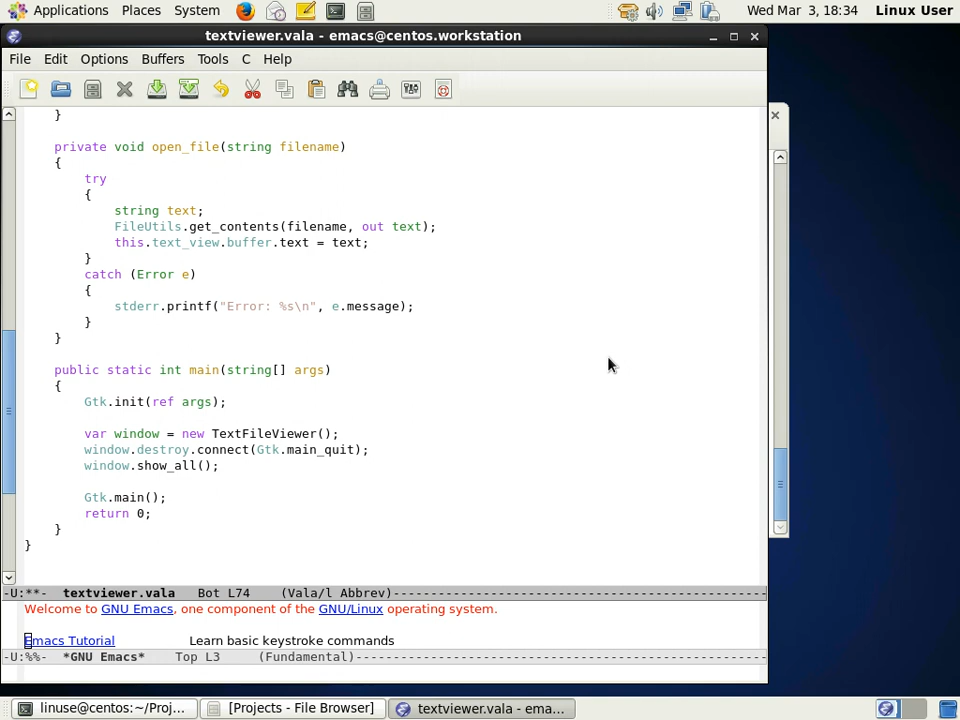 Applications Places System
Wed Mar 3, 18:34 Linux User
textviewer.vala - emacs@centos.workstation
File Edit Options Buffers Tools C Help
}
private void open_file(string filename)
{
try
{
string text;
FileUtils.get_contents(filename, out text);
this.text_view.buffer.text = text;
}
catch (Error e)
{
stderr.printf("Error: %s\n", e.message);
}
}
public static int main(string[] args)
{
Gtk.init(ref args);
var window = new TextFileViewer();
window.destroy.connect(Gtk.main_quit);
window.show_all();
Gtk.main();
return 0;
}
}
-U:**- textviewer.vala Bot L74 (Vala/l Abbrev)--------------------------------------------------
Welcome to GNU Emacs, one component of the GNU/Linux operating system.
Emacs Tutorial Learn basic keystroke commands
-U:%%- *GNU Emacs* Top L3 (Fundamental)-------------------------------------------------------
linuse@centos:~/Proj... [Projects - File Browser] textviewer.vala - ema...